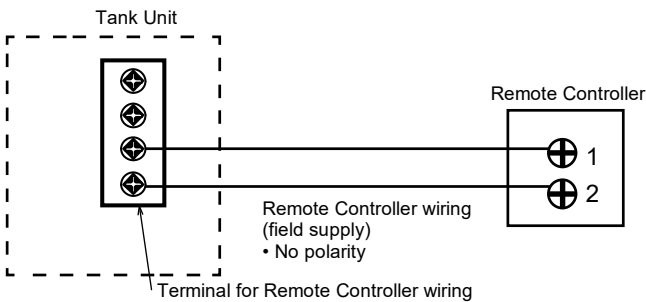 Tank Unit
Remote Controller
1
2
Remote Controller wiring
(field supply)
• No polarity
Terminal for Remote Controller wiring